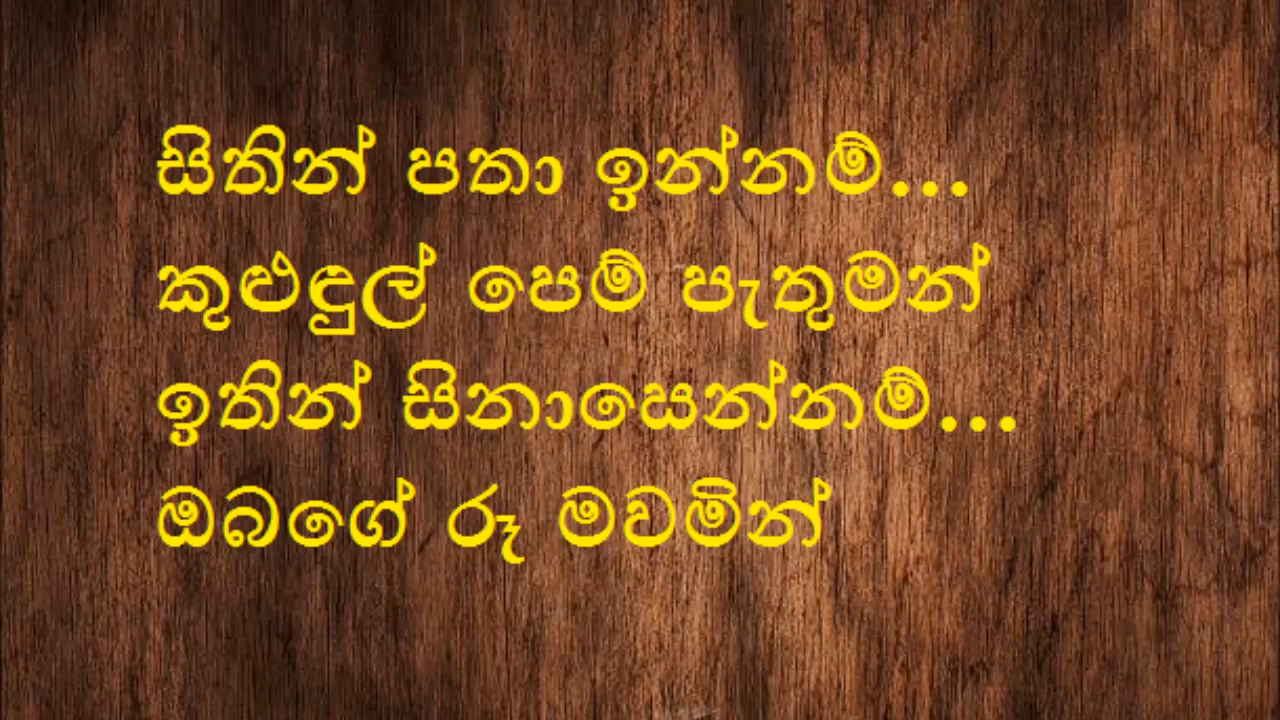 සිතින් පතා ඉන්නම්...
කුළුඳුල් පෙම් පැතුමන්
ඉතින් සිනාසෙන්නම්...
ඔබගේ රූ මවමින්